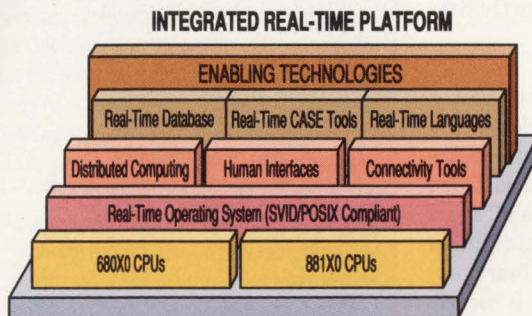 INTEGRATED REAL-TIME PLATFORM
ENABLING TECHNOLOGIES
Real-Time Database Real-Time CASE Tools Real-Time Languages
Distributed Computing Human Interfaces Connectivity Tools
Real-Time Operating System (SVID/POSIX Compliant)
680X0 CPUs 881X0 CPUs